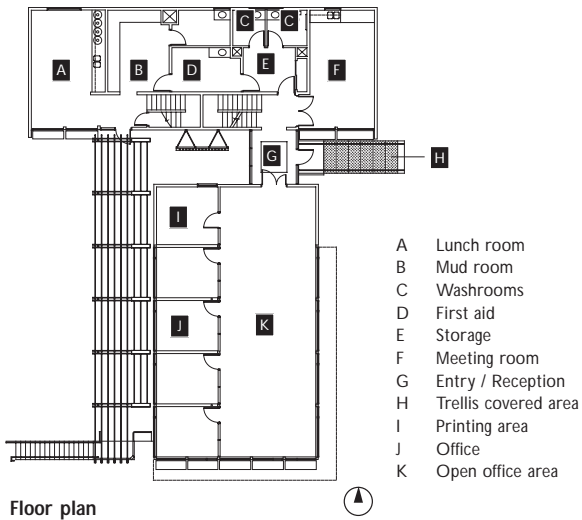 C C
A B D E F
G
H
I
J K
A Lunch room
B Mud room
C Washrooms
D First aid
E Storage
F Meeting room
G Entry / Reception
H Trellis covered area
I Printing area
J Office
K Open office area
Floor plan